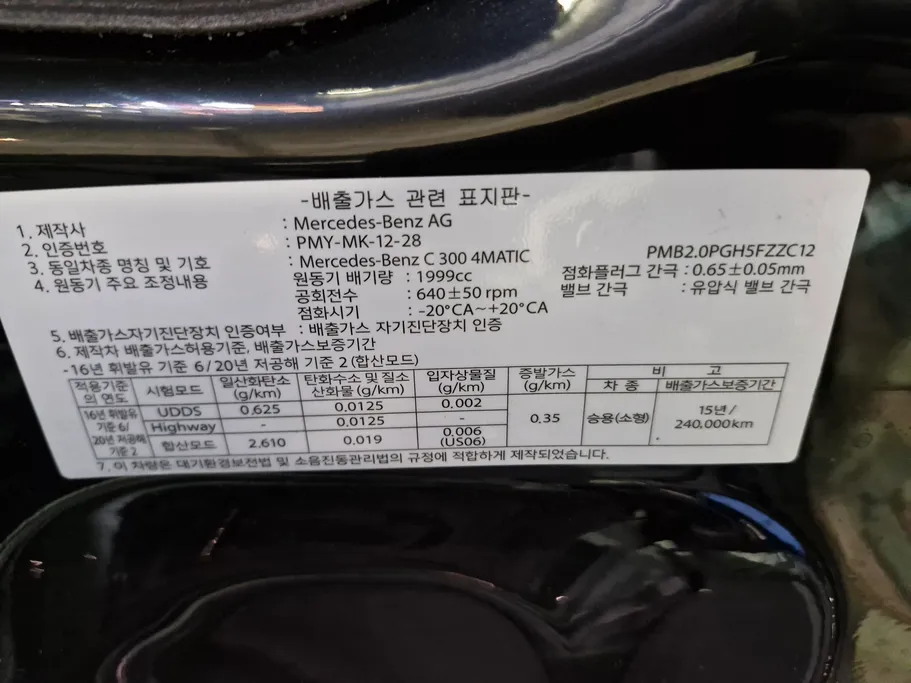 -배출가스 관련 표지판-
1. 제작사 : Mercedes-Benz AG
2. 인증번호 : PMY-MK-12-28
3. 동일차종 명칭 및 기호 : Mercedes-Benz C 300 4MATIC PMB2.0PGH5FZZC12
4. 원동기 주요 조정내용 원동기 배기량 : 1999cc 점화플러그 간극 : 0.65±0.05mm
공회전수 : 640±50 rpm 밸브 간극 : 유압식 밸브 간극
점화시기 : -20°CA~+20°CA
5. 배출가스자기진단장치 인증여부 : 배출가스 자기진단장치 인증
6. 제작차 배출가스허용기준, 배출가스보증기간
-16년 휘발유 기준 6/20년 저공해 기준 2 (합산모드)
적용기준의 연도 시험모드 일산화탄소 (g/km) 탄화수소 및 질소산화물 (g/km) 입자상물질 (g/km) 증발가스 (g/km) 비 고
차 종 배출가스보증기간
16년 휘발유 기준 6/ 20년 저공해 기준 2 UDDS 0.625 0.0125 0.002 0.35 승용(소형) 15년 / 240,000km
Highway - 0.0125 -
합산모드 2.610 0.019 0.006 (US06)
7. 이 차량은 대기환경보전법 및 소음진동관리법의 규정에 적합하게 제작되었습니다.